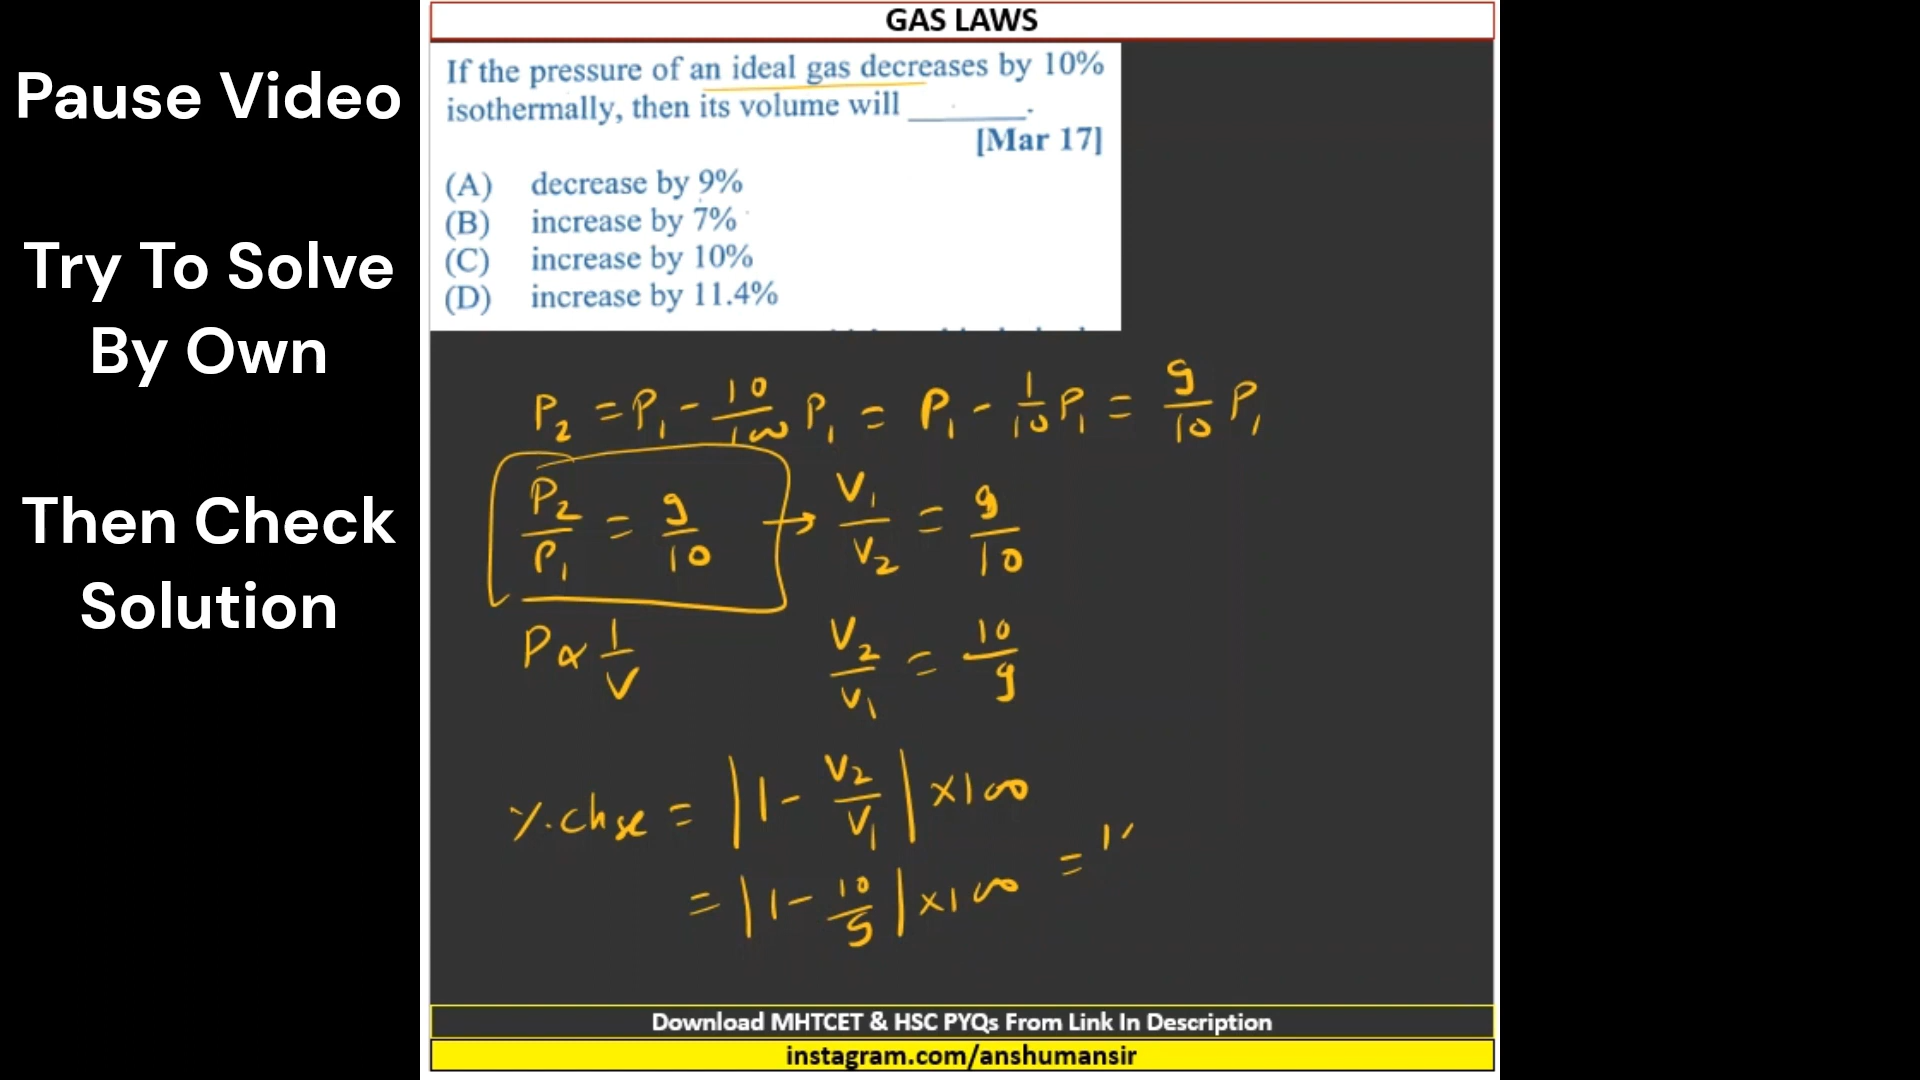 Pause Video
Try To Solve
By Own
Then Check
Solution
GAS LAWS
If the pressure of an ideal gas decreases by 10%
isothermally, then its volume will ________.
[Mar 17]
(A) decrease by 9%
(B) increase by 7%
(C) increase by 10%
(D) increase by 11.4%
P₂ = P₁ - 10/100 P₁ = P₁ - 1/10 P₁ = 9/10 P₁
P₂/P₁ = 9/10 → V₁/V₂ = 9/10
P ∝ 1/V
V₂/V₁ = 10/9
% chge = |1 - V₂/V₁| × 100
= |1 - 10/9| × 100 =
Download MHTCET & HSC PYQs From Link In Description
instagram.com/anshumansir